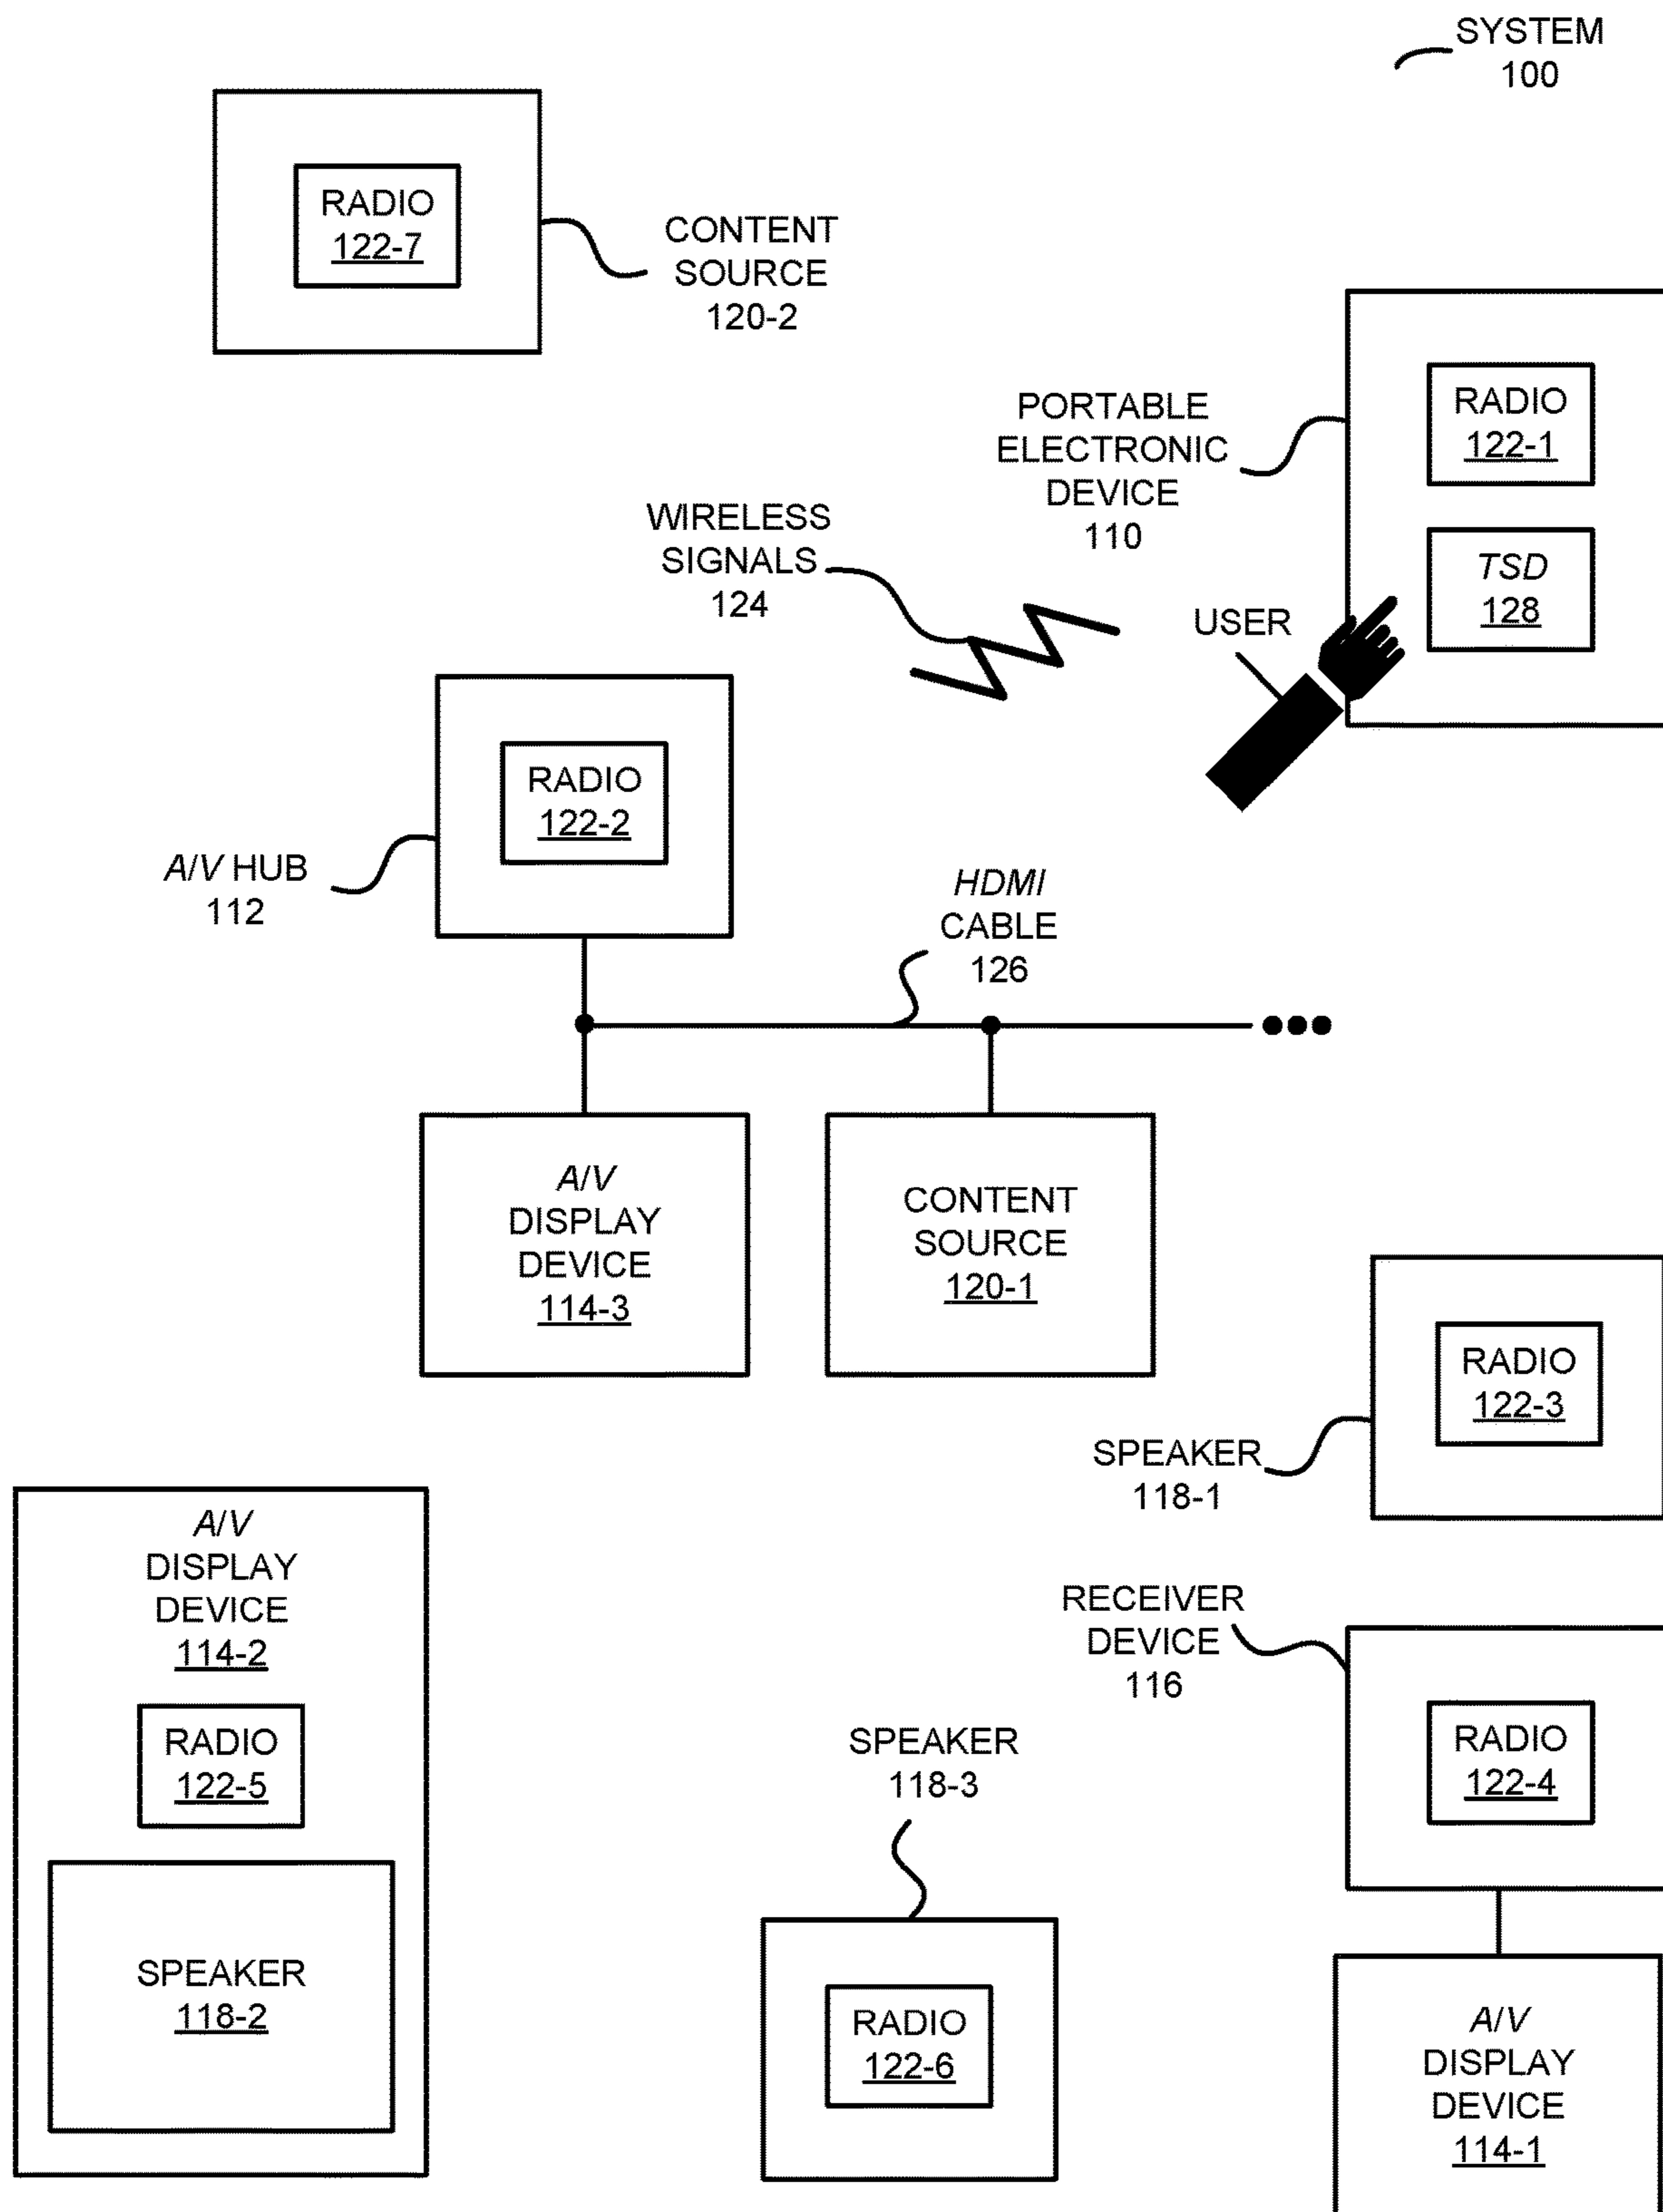 SYSTEM
100
RADIO
122-7
CONTENT
SOURCE
120-2
RADIO
122-1
PORTABLE
ELECTRONIC
DEVICE
110
TSD
128
WIRELESS
SIGNALS
124
USER
RADIO
122-2
A/V HUB
112
HDMI
CABLE
126
A/V
DISPLAY
DEVICE
114-3
CONTENT
SOURCE
120-1
RADIO
122-3
SPEAKER
118-1
A/V
DISPLAY
DEVICE
114-2
RADIO
122-5
SPEAKER
118-2
RECEIVER
DEVICE
116
RADIO
122-4
SPEAKER
118-3
RADIO
122-6
A/V
DISPLAY
DEVICE
114-1